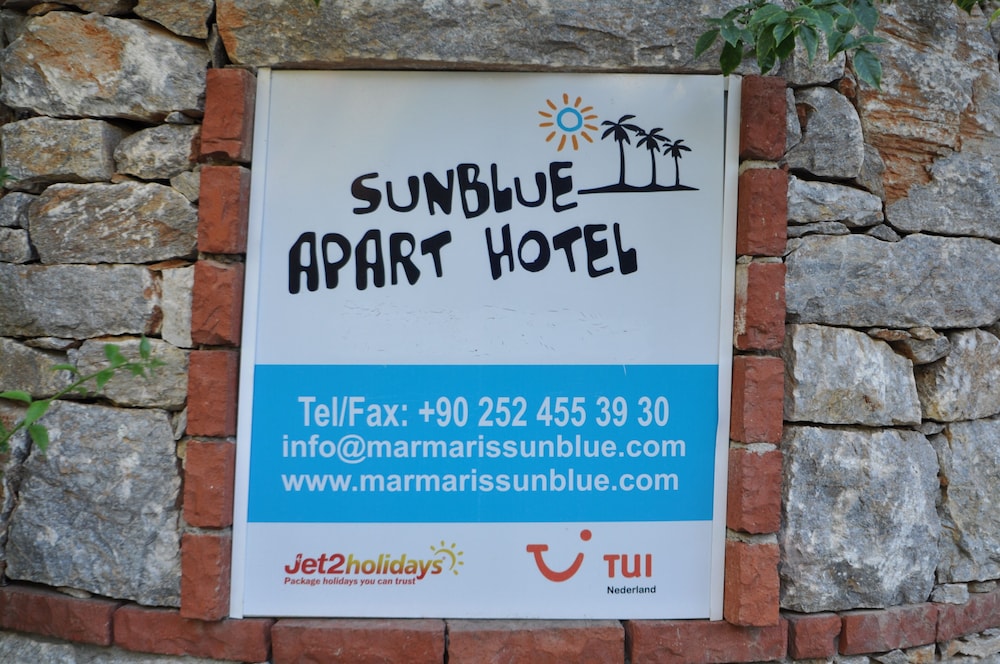 SUNBLUE
APART HOTEL
Tel/Fax: +90 252 455 39 30
info@marmarissunblue.com
www.marmarissunblue.com
Jet2holidays
Package holidays you can trust
TUI
Nederland